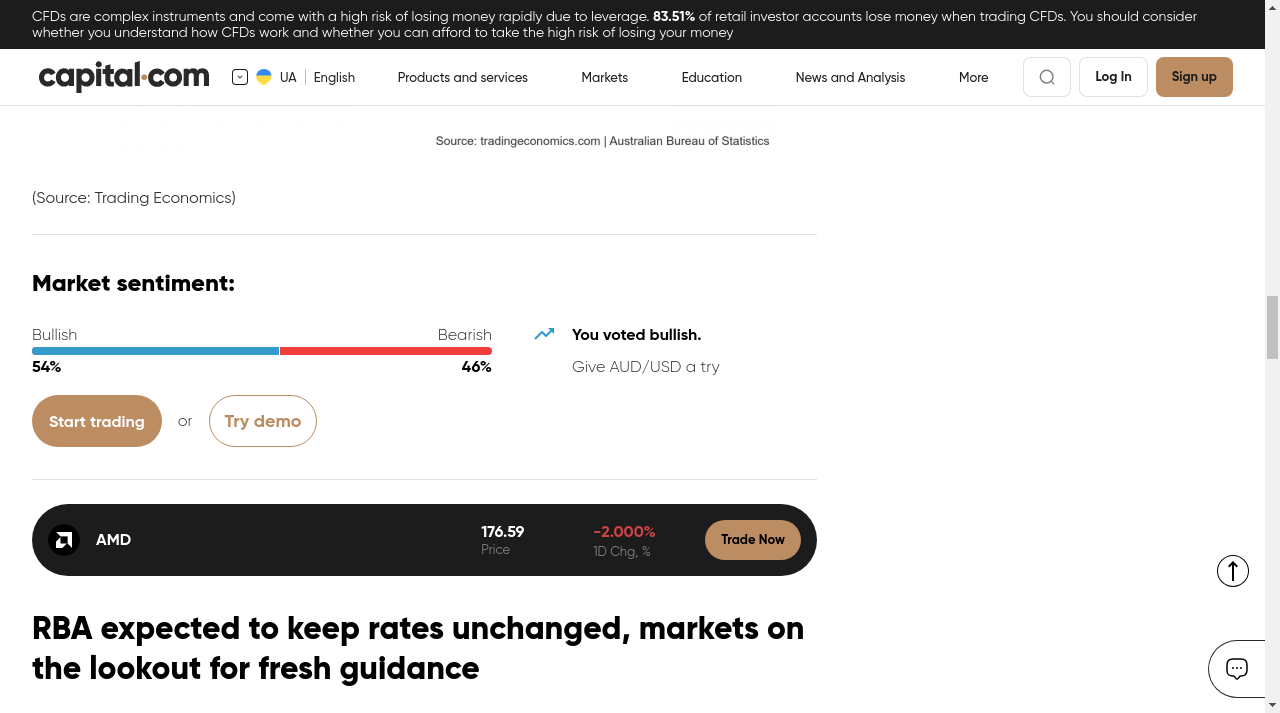 CFDs are complex instruments and come with a high risk of losing money rapidly due to leverage. 83.51% of retail investor accounts lose money when trading CFDs. You should consider
whether you understand how CFDs work and whether you can afford to take the high risk of losing your money
capital.com
UA
English
Products and services
Markets
Education
News and Analysis
More
Log In
Sign up
Source: tradingeconomics.com | Australian Bureau of Statistics
(Source: Trading Economics)
Market sentiment:
Bullish
Bearish
You voted bullish.
54%
46%
Give AUD/USD a try
Start trading
or
Try demo
AMD
176.59
Price
-2.000%
1D Chg, %
Trade Now
RBA expected to keep rates unchanged, markets on
the lookout for fresh guidance